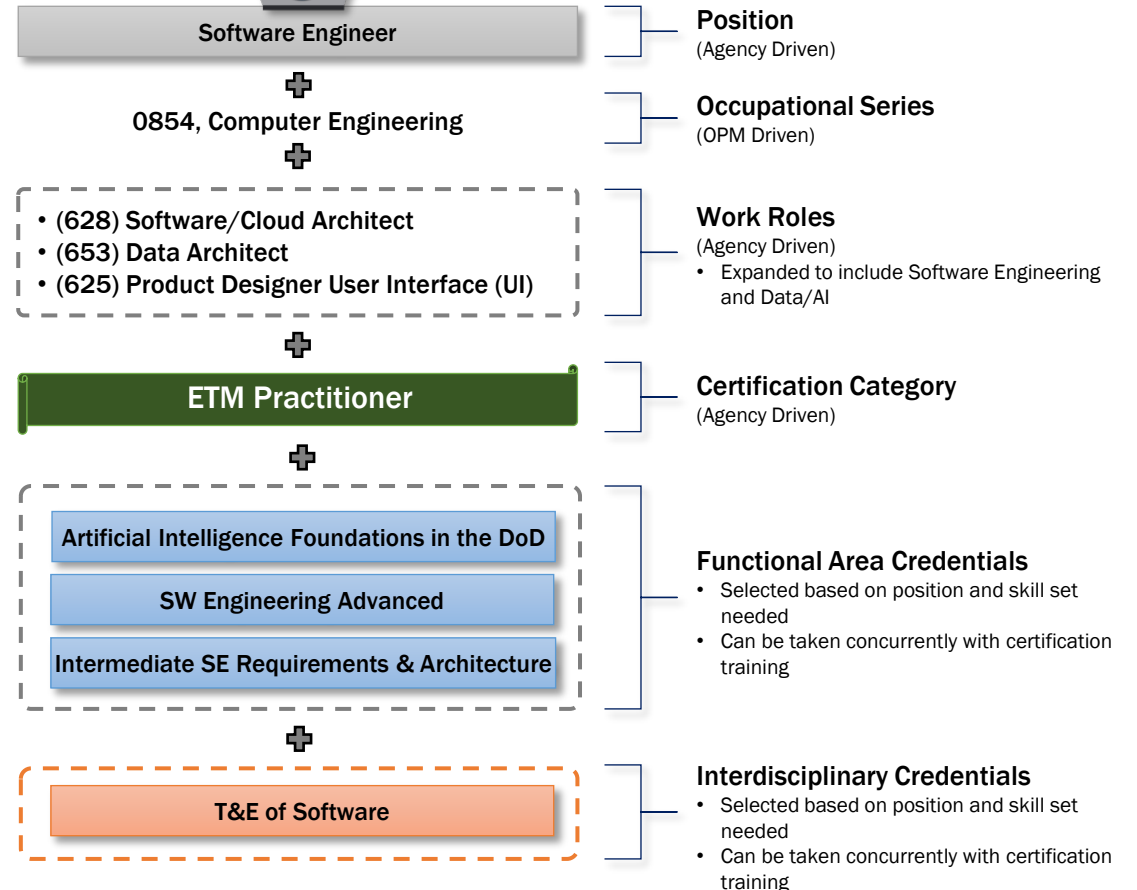 Software Engineer
Position
(Agency Driven)
0854, Computer Engineering
Occupational Series
(OPM Driven)
• (628) Software/Cloud Architect
• (653) Data Architect
• (625) Product Designer User Interface (UI)
Work Roles
(Agency Driven)
• Expanded to include Software Engineering
and Data/AI
ETM Practitioner
Certification Category
(Agency Driven)
Artificial Intelligence Foundations in the DoD
SW Engineering Advanced
Intermediate SE Requirements & Architecture
Functional Area Credentials
• Selected based on position and skill set
needed
• Can be taken concurrently with certification
training
T&E of Software
Interdisciplinary Credentials
• Selected based on position and skill set
needed
• Can be taken concurrently with certification
training